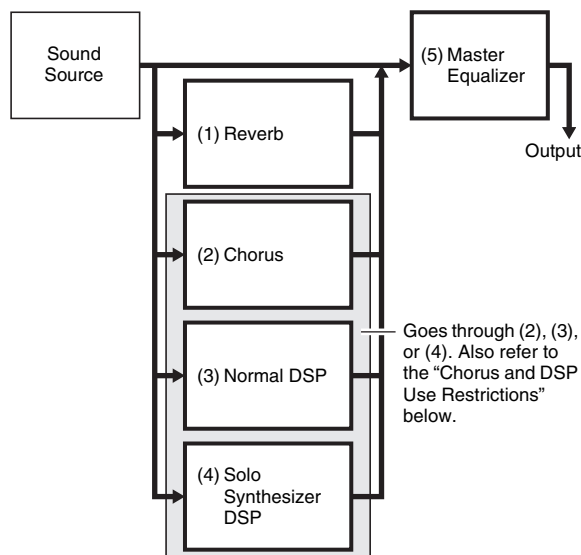 Sound
Source
(5) Master
Equalizer
Output
(1) Reverb
(2) Chorus
Goes through (2), (3),
or (4). Also refer to
the “Chorus and DSP
Use Restrictions”
below.
(3) Normal DSP
(4) Solo
Synthesizer
DSP